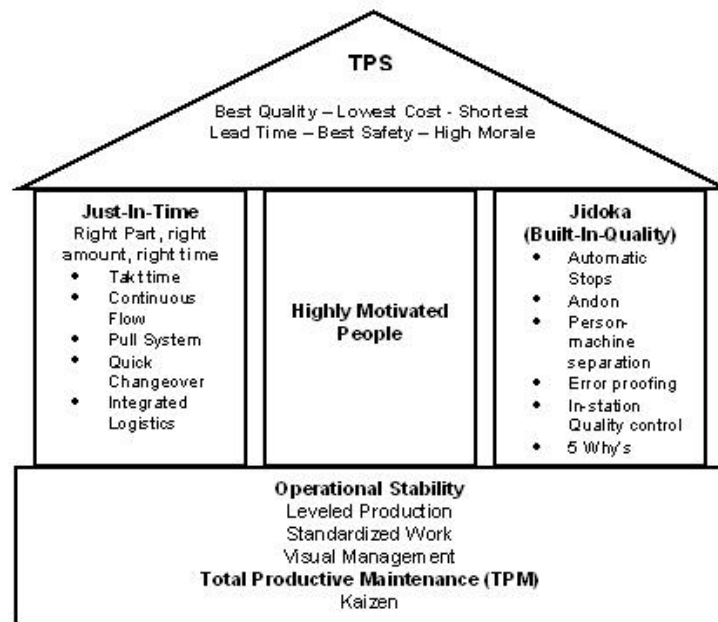 TPS
Best Quality – Lowest Cost - Shortest
Lead Time – Best Safety – High Morale
Just-In-Time
Right Part, right
amount, right time
• Takt time
• Continuous
Flow
• Pull System
• Quick
Changeover
• Integrated
Logistics
Highly Motivated
People
Jidoka
(Built-In-Quality)
• Automatic
Stops
• Andon
• Person-
machine
separation
• Error proofing
• In-station
Quality control
• 5 Why's
Operational Stability
Leveled Production
Standardized Work
Visual Management
Total Productive Maintenance (TPM)
Kaizen